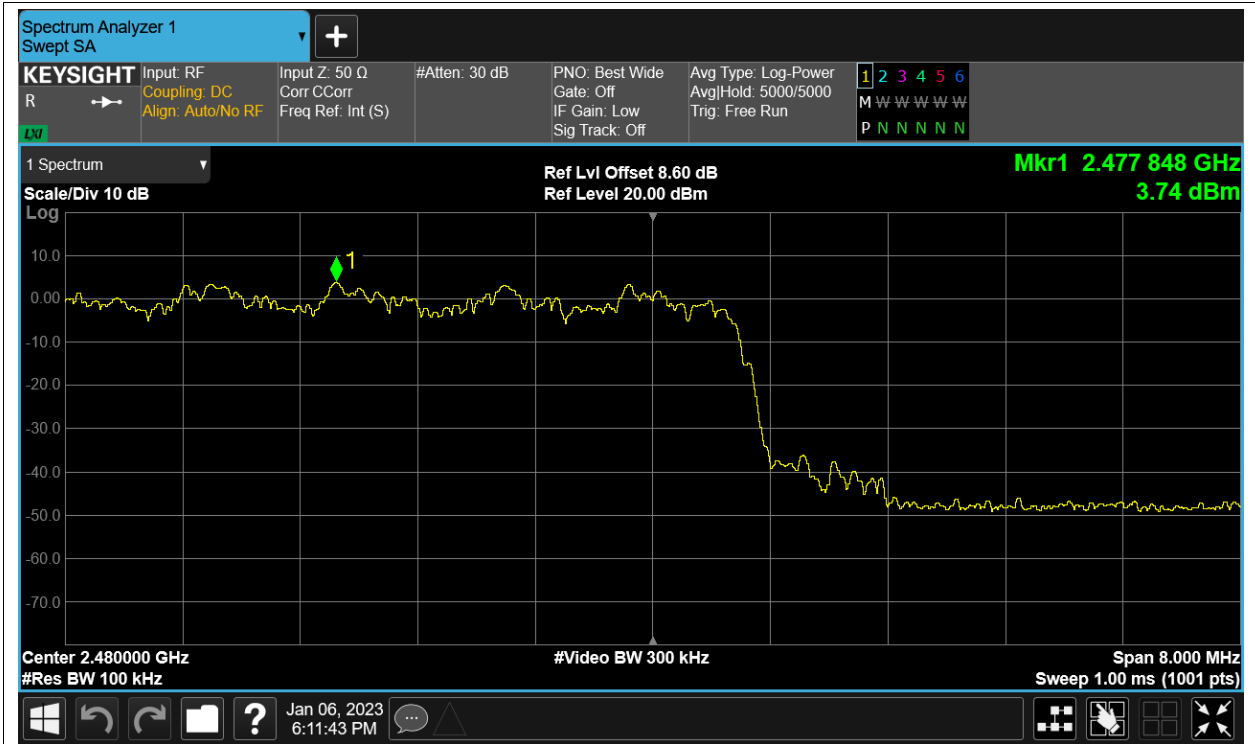 Spectrum Analyzer 1
Swept SA
KEYSIGHT
R
LXI
Input: RF
Coupling: DC
Align: Auto/No RF
Input Z: 50 Ω
Corr CCorr
Freq Ref: Int (S)
#Atten: 30 dB
PNO: Best Wide
Gate: Off
IF Gain: Low
Sig Track: Off
Avg Type: Log-Power
Avg|Hold: 5000/5000
Trig: Free Run
1 2 3 4 5 6
M W W W W W
P N N N N N
1 Spectrum
Scale/Div 10 dB
Log
Ref Lvl Offset 8.60 dB
Ref Level 20.00 dBm
Mkr1 2.477 848 GHz
3.74 dBm
1
10.0
0.00
-10.0
-20.0
-30.0
-40.0
-50.0
-60.0
-70.0
Center 2.480000 GHz
#Res BW 100 kHz
#Video BW 300 kHz
Span 8.000 MHz
Sweep 1.00 ms (1001 pts)
?
Jan 06, 2023
6:11:43 PM